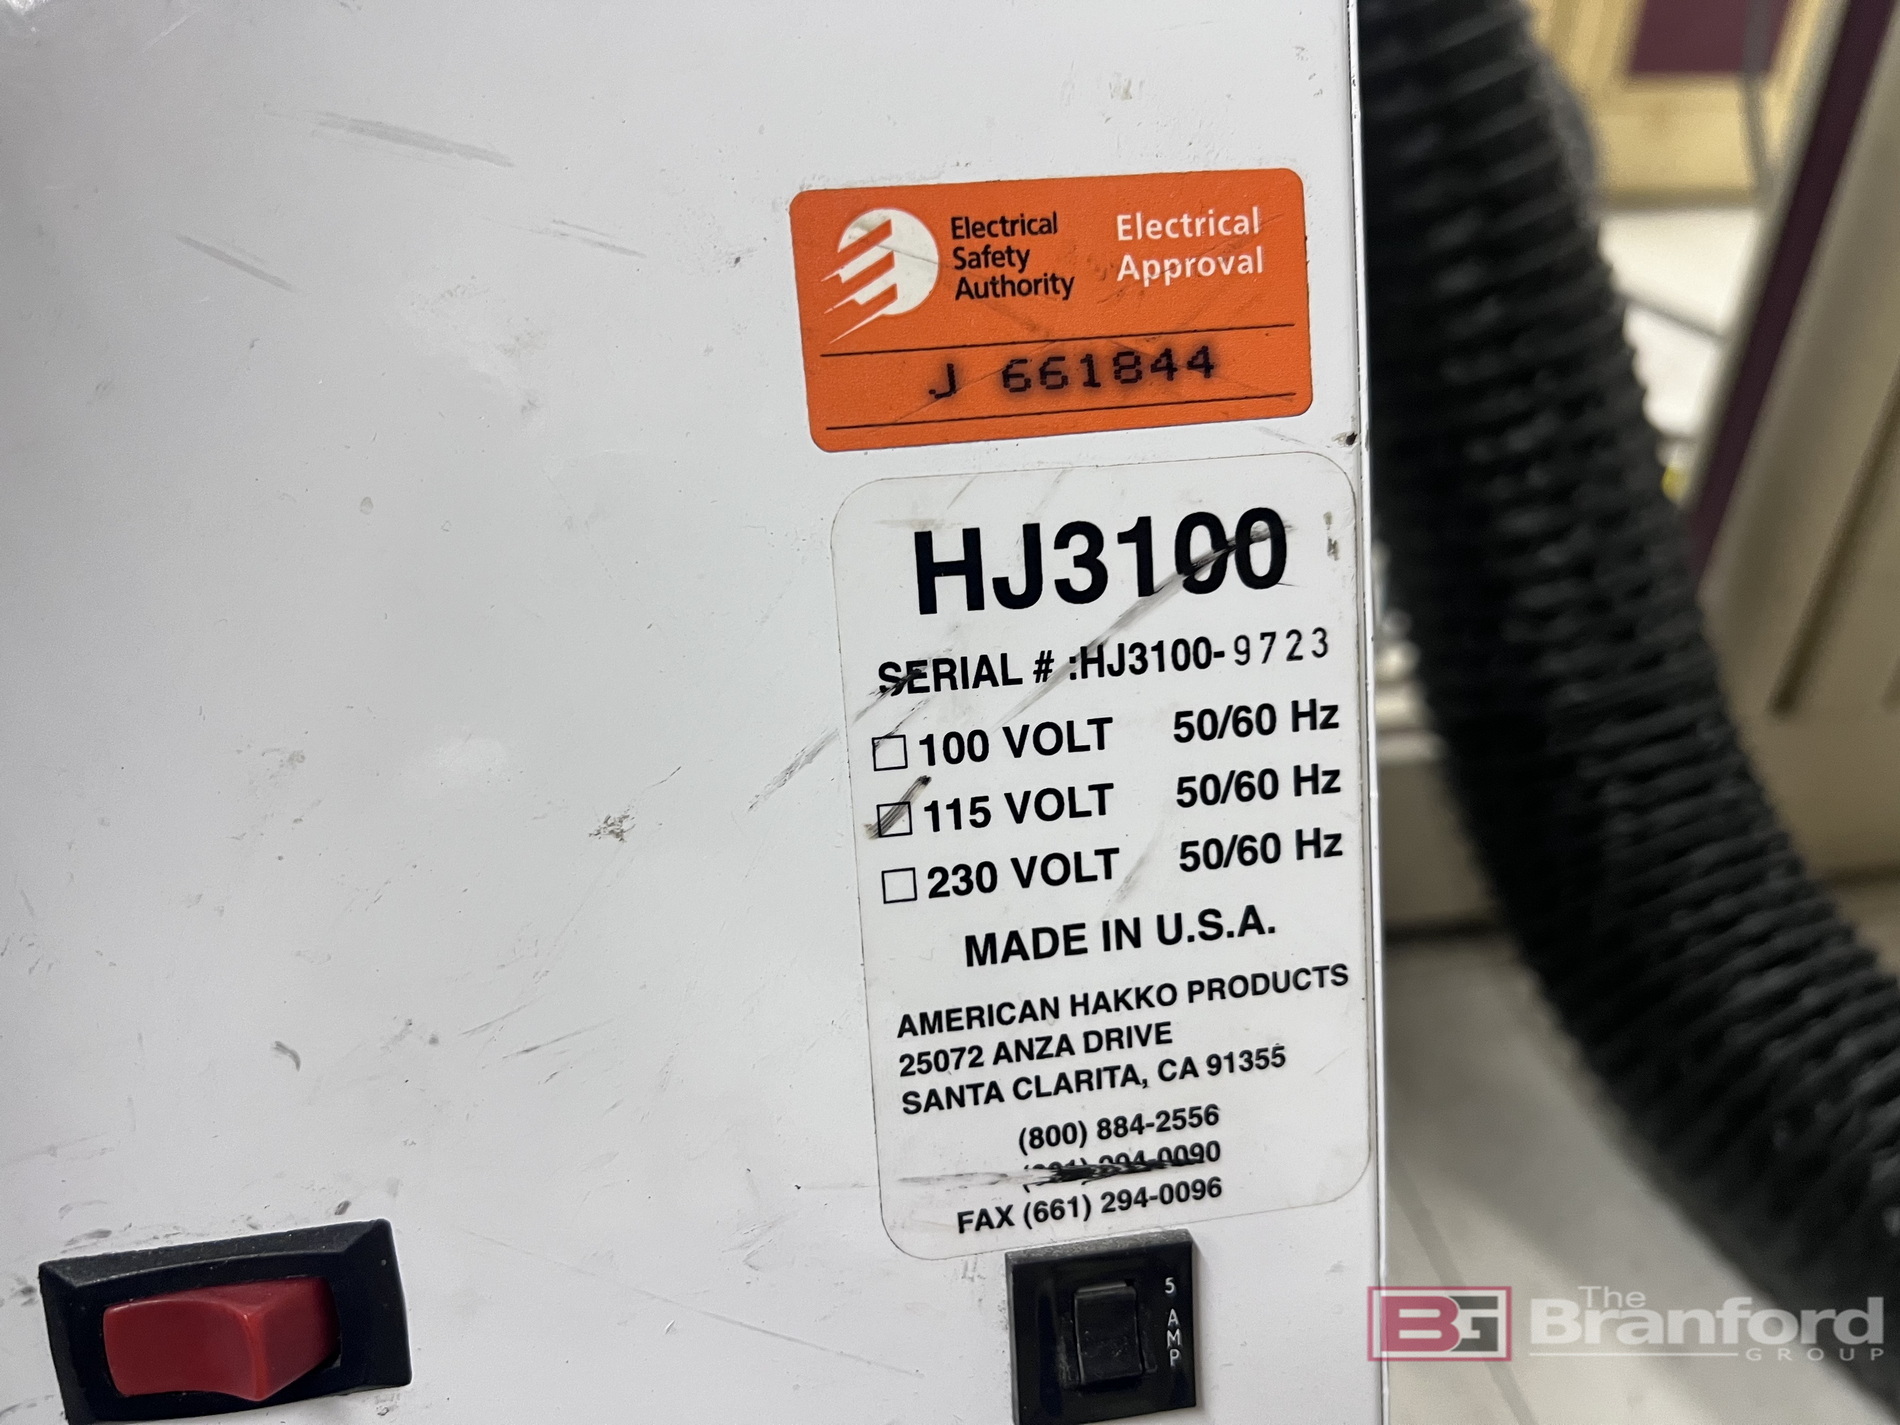 Electrical
Safety
Authority
Electrical
Approval
J 661844
HJ3100
SERIAL # :HJ3100-9723
100 VOLT 50/60 Hz
115 VOLT 50/60 Hz
230 VOLT 50/60 Hz
MADE IN U.S.A.
AMERICAN HAKKO PRODUCTS
25072 ANZA DRIVE
SANTA CLARITA, CA 91355
(800) 884-2556
0090
FAX (661) 294-0096
5 AMP
BG The
Branford
GROUP